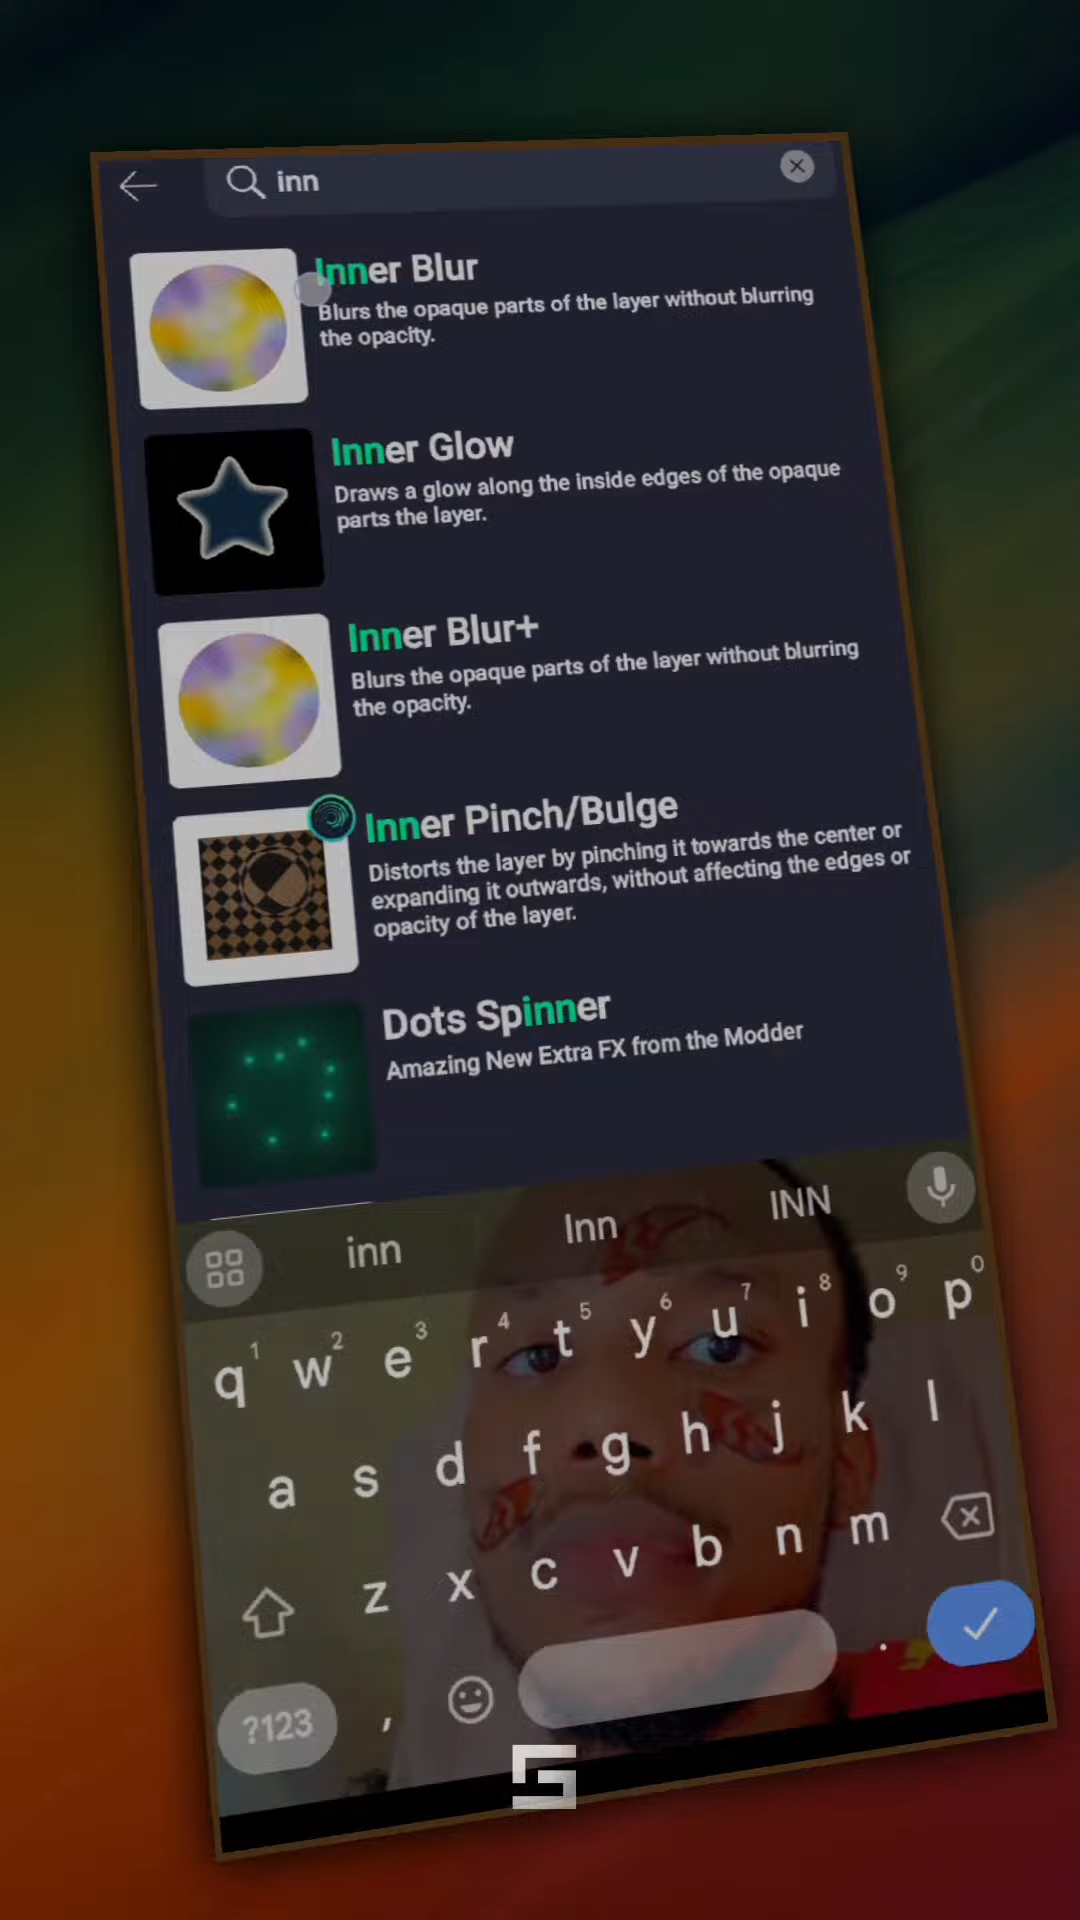 inn
Inner Blur
Blurs the opaque parts of the layer without blurring
the opacity.
Inner Glow
Draws a glow along the inside edges of the opaque
parts the layer.
Inner Blur+
Blurs the opaque parts of the layer without blurring
the opacity.
Inner Pinch/Bulge
Distorts the layer by pinching it towards the center or
expanding it outwards, without affecting the edges or
opacity of the layer.
Dots Spinner
Amazing New Extra FX from the Modder
inn Inn INN
q1 w2 e3 r4 t5 y6 u7 i8 o9 p0
a s d f g h j k l
z x c v b n m
?123 , .